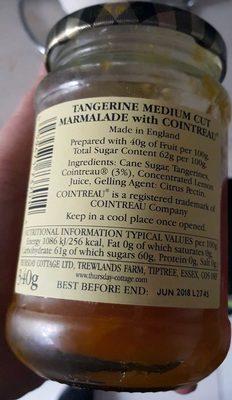 TANGERINE MEDIUM CUT
MARMALADE with COINTREAU®
Made in England
Prepared with 40g of Fruit per 100g.
Total Sugar Content 62g per 100g.
Ingredients: Cane Sugar, Tangerines,
Cointreau® (3%), Concentrated Lemon
Juice, Gelling Agent: Citrus Pectin.
COINTREAU® is a registered trademark of
COINTREAU Company
Keep in a cool place once opened.
NUTRITIONAL INFORMATION TYPICAL VALUES per 100g
Energy 1086 kJ/256 kcal, Fat 0g of which saturates 0g,
Carbohydrate 61g of which sugars 60g, Protein 0g, Salt 0g.
THURSDAY COTTAGE LTD, TREWLANDS FARM, TIPTREE, ESSEX, CO5 0RF
www.thursday-cottage.com
340g
BEST BEFORE END: JUN 2018 L2745